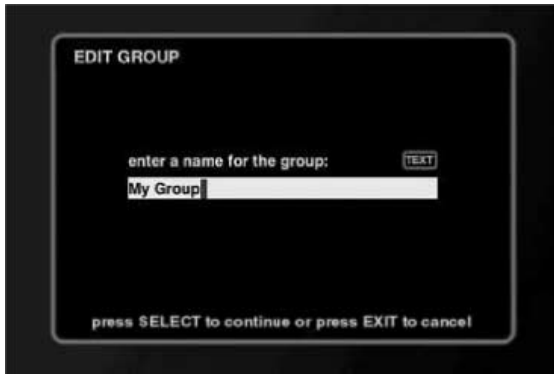 EDIT GROUP
enter a name for the group: TEXT
My Group
press SELECT to continue or press EXIT to cancel